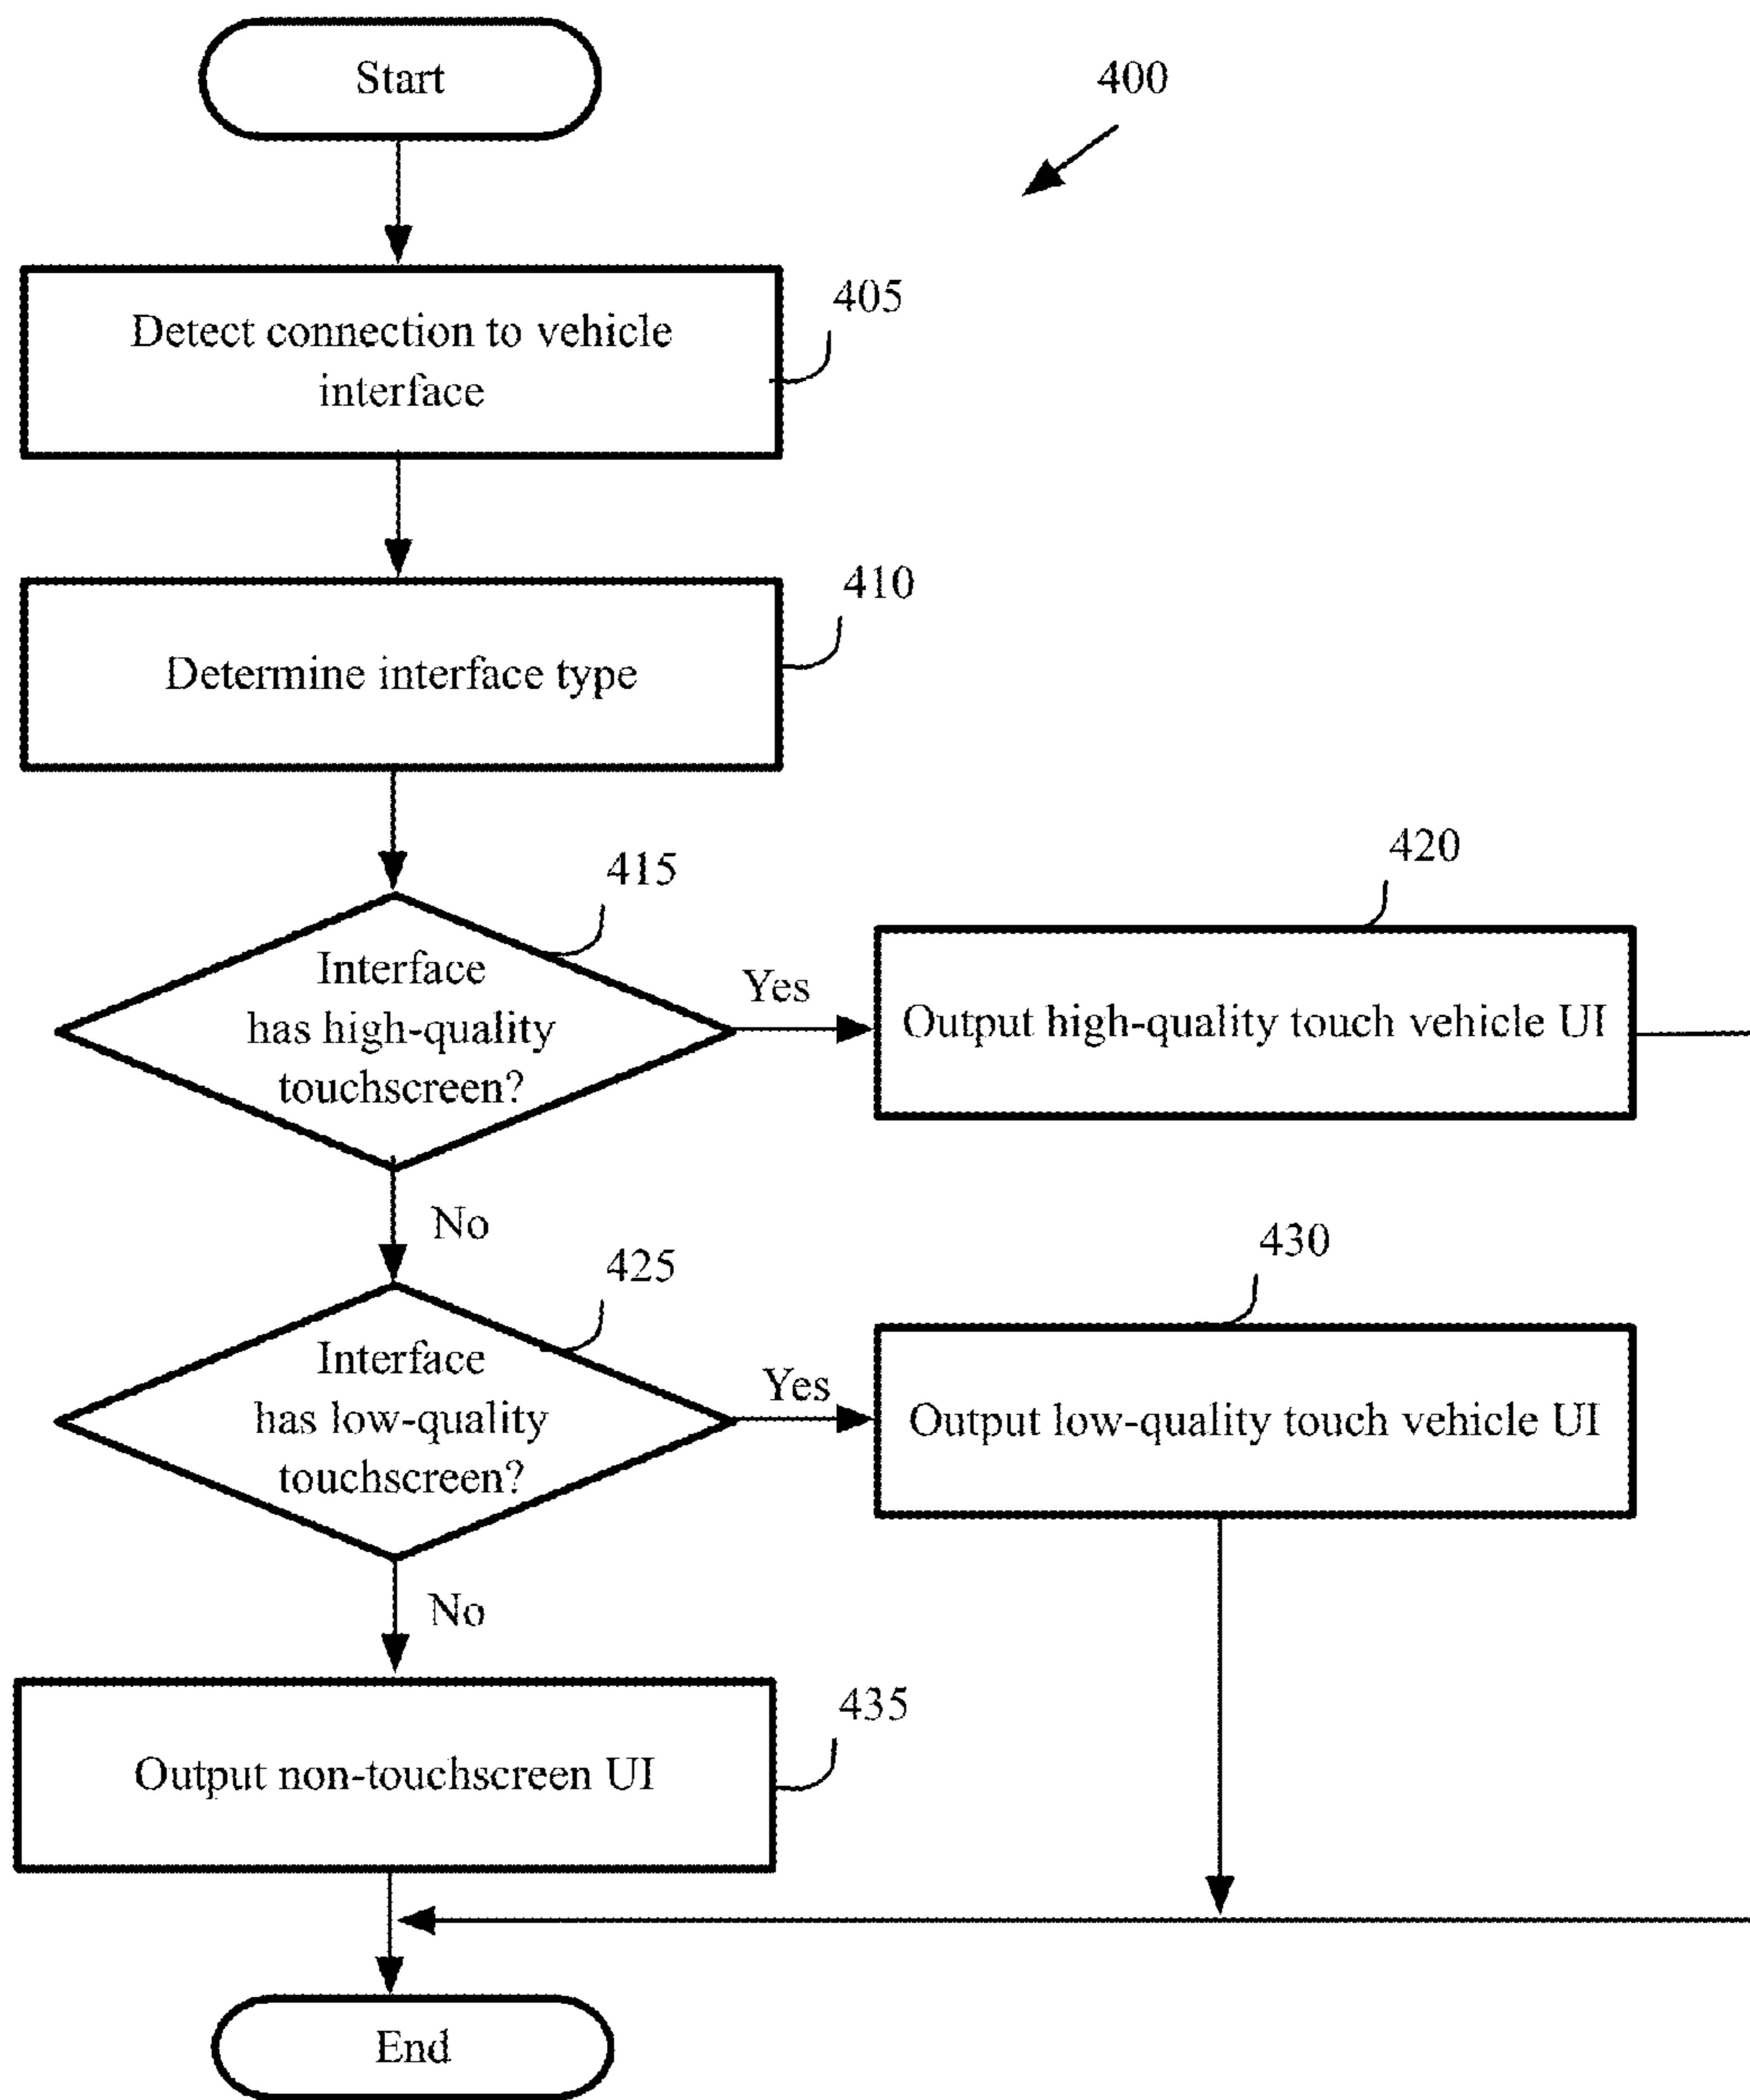 Start
400
405
Detect connection to vehicle
interface
410
Determine interface type
415
Interface
has high-quality
touchscreen?
Yes
420
Output high-quality touch vehicle UI
No
425
Interface
has low-quality
touchscreen?
Yes
430
Output low-quality touch vehicle UI
No
435
Output non-touchscreen UI
End